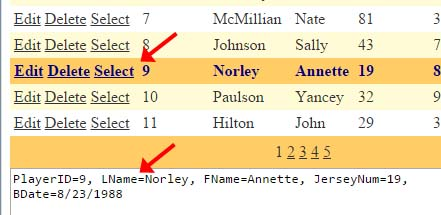 Edit Delete Select 7 McMillian Nate 81 3
Edit Delete Select 8 Johnson Sally 43 7
Edit Delete Select 9 Norley Annette 19 8
Edit Delete Select 10 Paulson Yancey 32 9
Edit Delete Select 11 Hilton John 29 3
1 2 3 4 5
PlayerID=9, LName=Norley, FName=Annette, JerseyNum=19,
BDate=8/23/1988